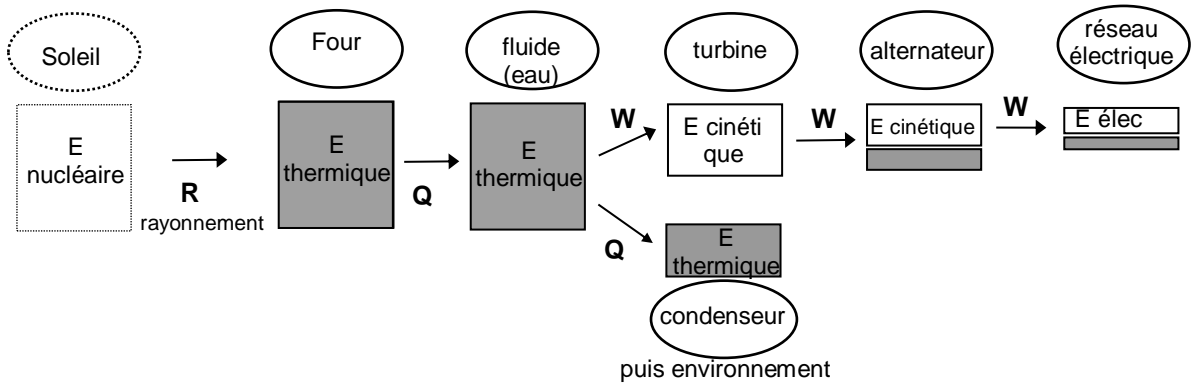 Soleil
Four
fluide
(eau)
turbine
alternateur
réseau
électrique
E
nucléaire
R
rayonnement
E
thermique
Q
E
thermique
W
E cinéti
que
W
E cinétique
W
E élec
Q
E
thermique
condenseur
puis environnement